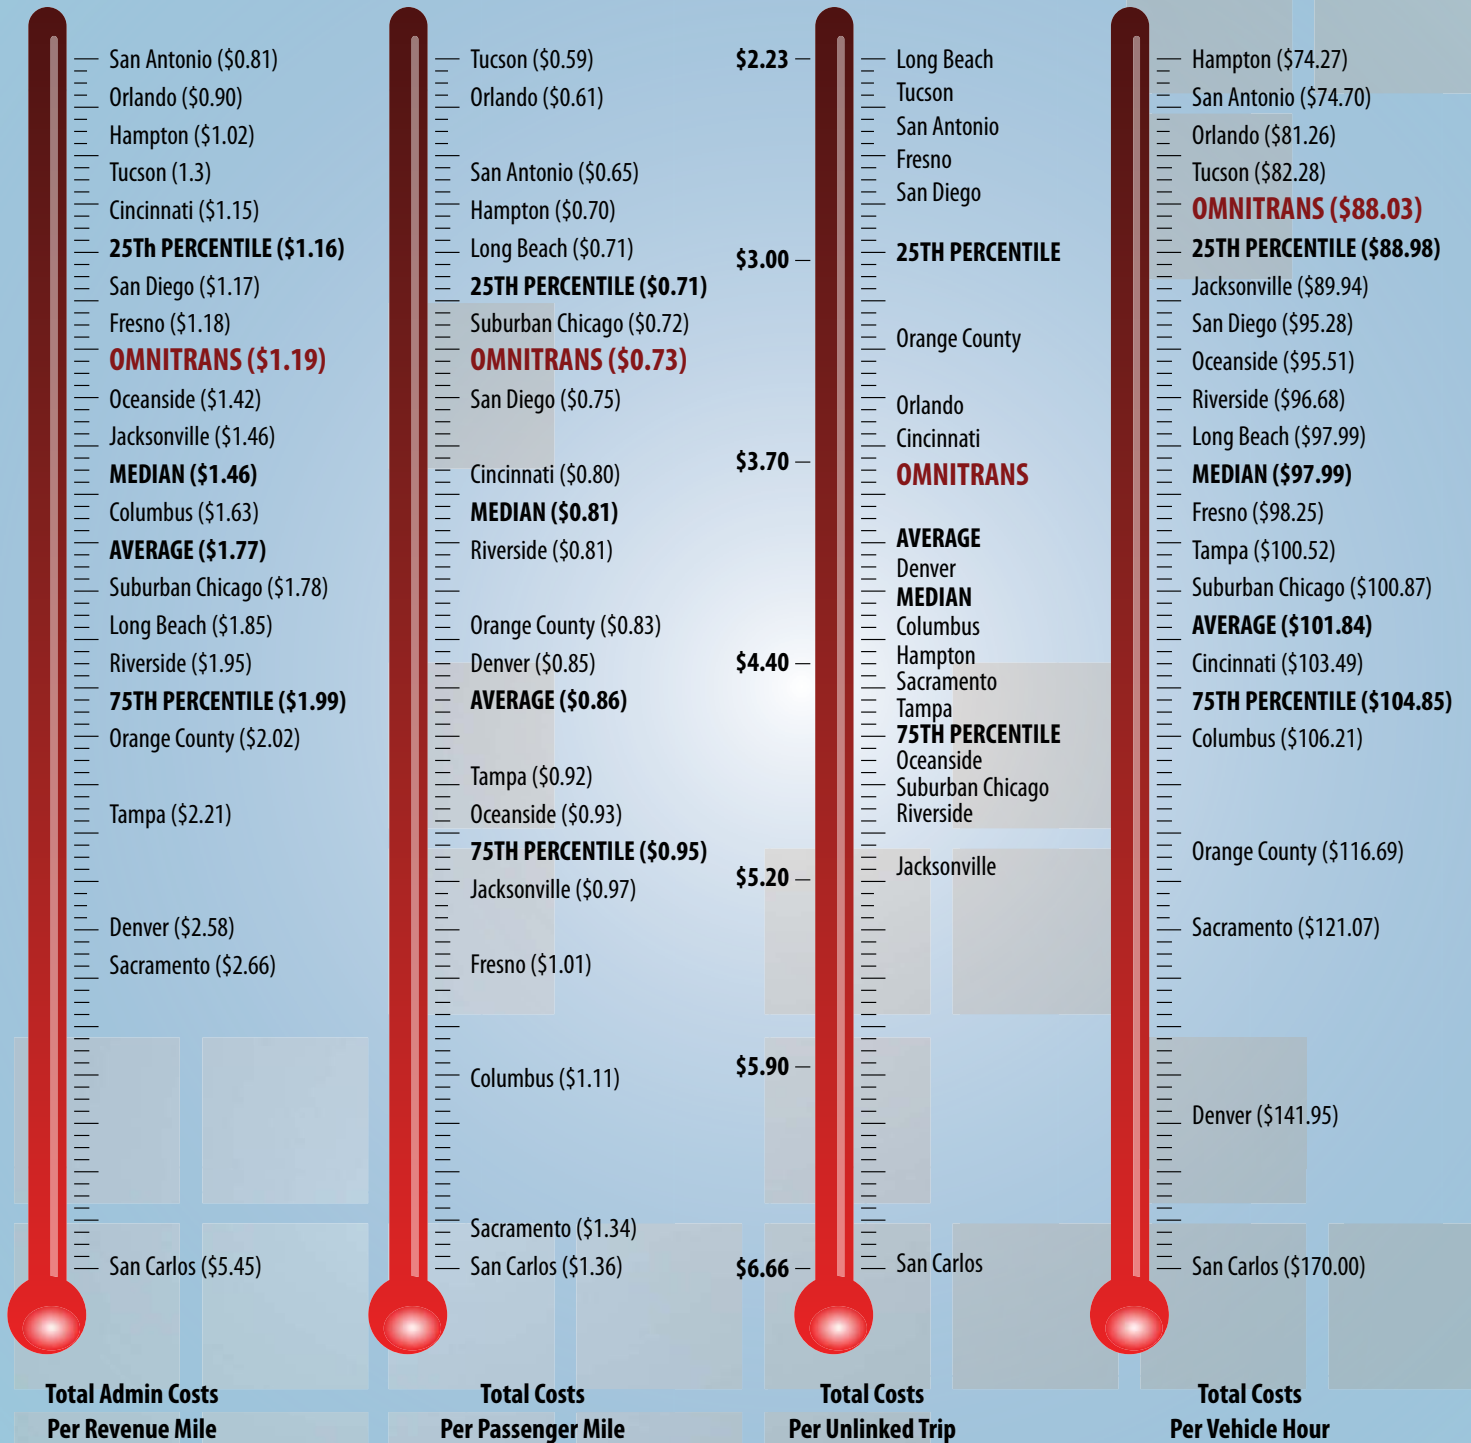 San Antonio ($0.81)
Orlando ($0.90)
Hampton ($1.02)
Tucson (1.3)
Cincinnati ($1.15)
25Th PERCENTILE ($1.16)
San Diego ($1.17)
Fresno ($1.18)
OMNITRANS ($1.19)
Oceanside ($1.42)
Jacksonville ($1.46)
MEDIAN ($1.46)
Columbus ($1.63)
AVERAGE ($1.77)
Suburban Chicago ($1.78)
Long Beach ($1.85)
Riverside ($1.95)
75TH PERCENTILE ($1.99)
Orange County ($2.02)
Tampa ($2.21)
Denver ($2.58)
Sacramento ($2.66)
San Carlos ($5.45)
Total Admin Costs
Per Revenue Mile
Tucson ($0.59)
Orlando ($0.61)
San Antonio ($0.65)
Hampton ($0.70)
Long Beach ($0.71)
25TH PERCENTILE ($0.71)
Suburban Chicago ($0.72)
OMNITRANS ($0.73)
San Diego ($0.75)
Cincinnati ($0.80)
MEDIAN ($0.81)
Riverside ($0.81)
Orange County ($0.83)
Denver ($0.85)
AVERAGE ($0.86)
Tampa ($0.92)
Oceanside ($0.93)
75TH PERCENTILE ($0.95)
Jacksonville ($0.97)
Fresno ($1.01)
Columbus ($1.11)
Sacramento ($1.34)
San Carlos ($1.36)
Total Costs
Per Passenger Mile
$2.23
$3.00
$3.70
$4.40
$5.20
$5.90
$6.66
Long Beach
Tucson
San Antonio
Fresno
San Diego
25TH PERCENTILE
Orange County
Orlando
Cincinnati
OMNITRANS
AVERAGE
Denver
MEDIAN
Columbus
Hampton
Sacramento
Tampa
75TH PERCENTILE
Oceanside
Suburban Chicago
Riverside
Jacksonville
San Carlos
Total Costs
Per Unlinked Trip
Hampton ($74.27)
San Antonio ($74.70)
Orlando ($81.26)
Tucson ($82.28)
OMNITRANS ($88.03)
25TH PERCENTILE ($88.98)
Jacksonville ($89.94)
San Diego ($95.28)
Oceanside ($95.51)
Riverside ($96.68)
Long Beach ($97.99)
MEDIAN ($97.99)
Fresno ($98.25)
Tampa ($100.52)
Suburban Chicago ($100.87)
AVERAGE ($101.84)
Cincinnati ($103.49)
75TH PERCENTILE ($104.85)
Columbus ($106.21)
Orange County ($116.69)
Sacramento ($121.07)
Denver ($141.95)
San Carlos ($170.00)
Total Costs
Per Vehicle Hour